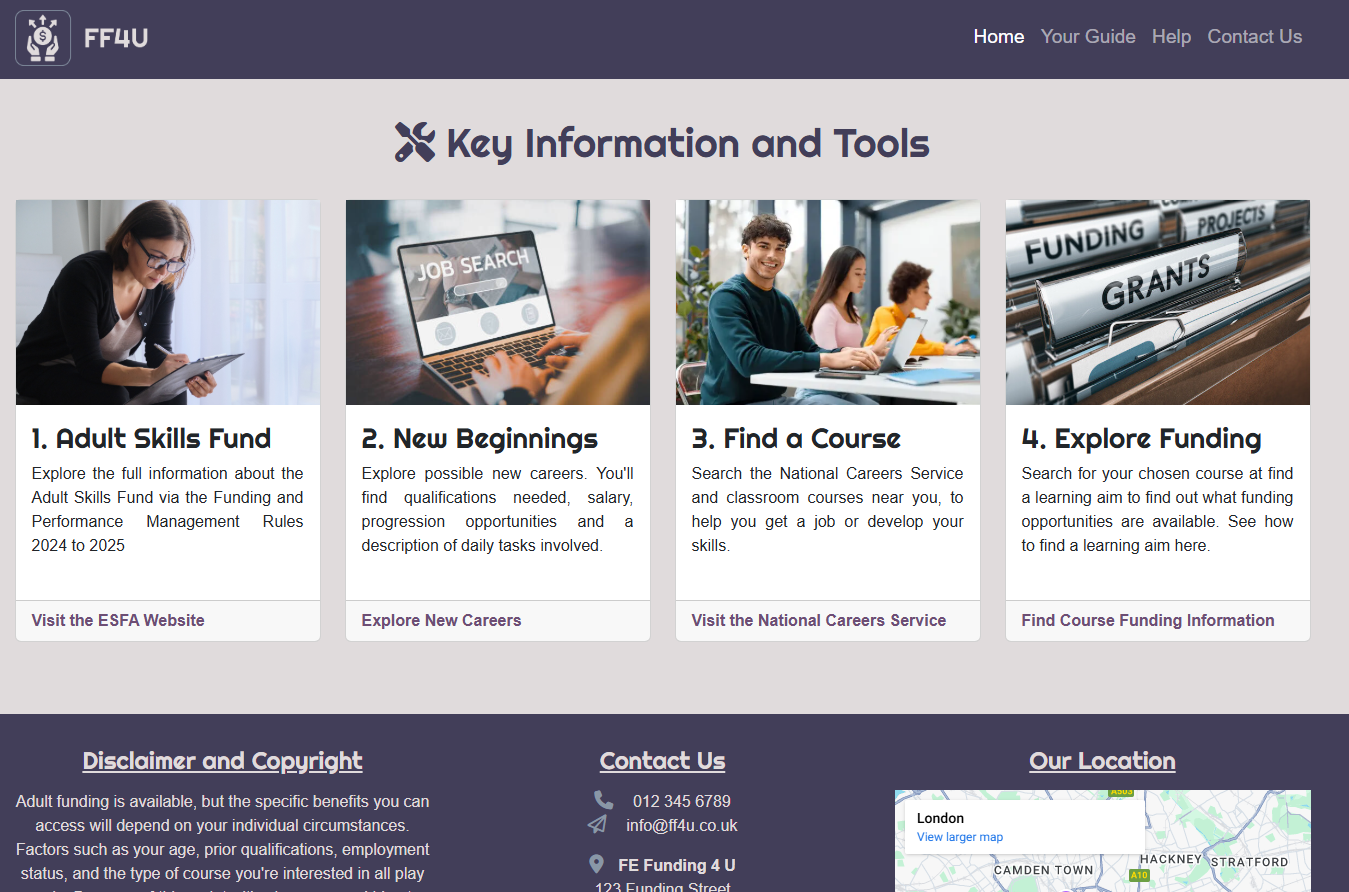 FF4U
Home Your Guide Help Contact Us
Key Information and Tools
JOB SEARCH
FUNDING
PROJECTS
GRANTS
1. Adult Skills Fund
Explore the full information about the
Adult Skills Fund via the Funding and
Performance Management Rules
2024 to 2025
Visit the ESFA Website
2. New Beginnings
Explore possible new careers. You'll
find qualifications needed, salary,
progression opportunities and a
description of daily tasks involved.
Explore New Careers
3. Find a Course
Search the National Careers Service
and classroom courses near you, to
help you get a job or develop your
skills.
Visit the National Careers Service
4. Explore Funding
Search for your chosen course at find
a learning aim to find out what funding
opportunities are available. See how
to find a learning aim here.
Find Course Funding Information
Disclaimer and Copyright
Adult funding is available, but the specific benefits you can
access will depend on your individual circumstances.
Factors such as your age, prior qualifications, employment
status, and the type of course you're interested in all play
Contact Us
012 345 6789
info@ff4u.co.uk
FE Funding 4 U
123 Funding Street
Our Location
A503
London
View larger map
HACKNEY
STRATFORD
CAMDEN TOWN
A10